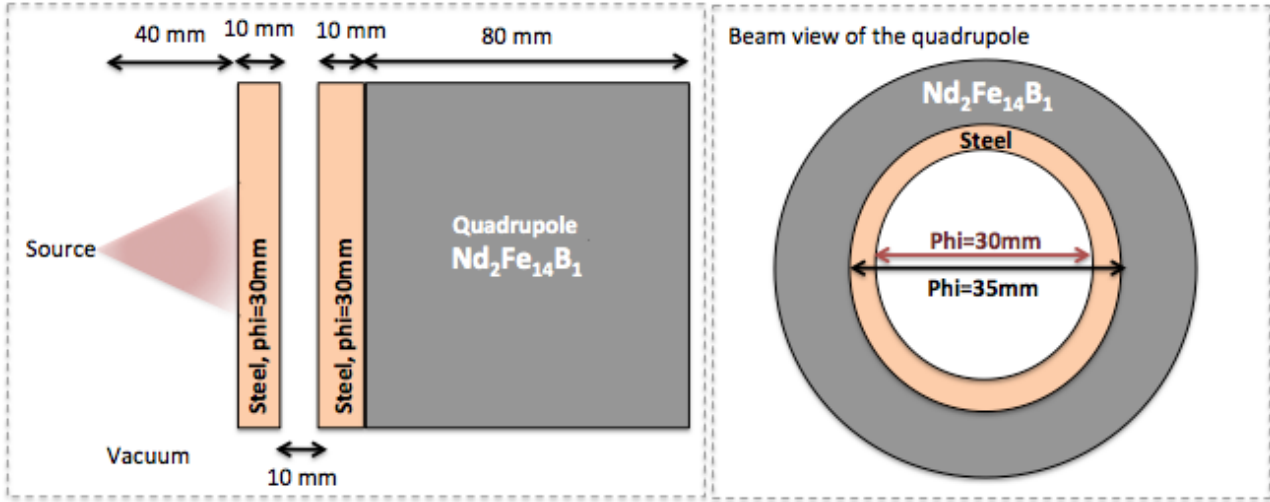 40 mm
10 mm
10 mm
80 mm
Source
Steel, phi=30mm
Steel, phi=30mm
Quadrupole
Nd₂Fe₁₄B₁
Vacuum
10 mm
Beam view of the quadrupole
Nd₂Fe₁₄B₁
Steel
Phi=30mm
Phi=35mm